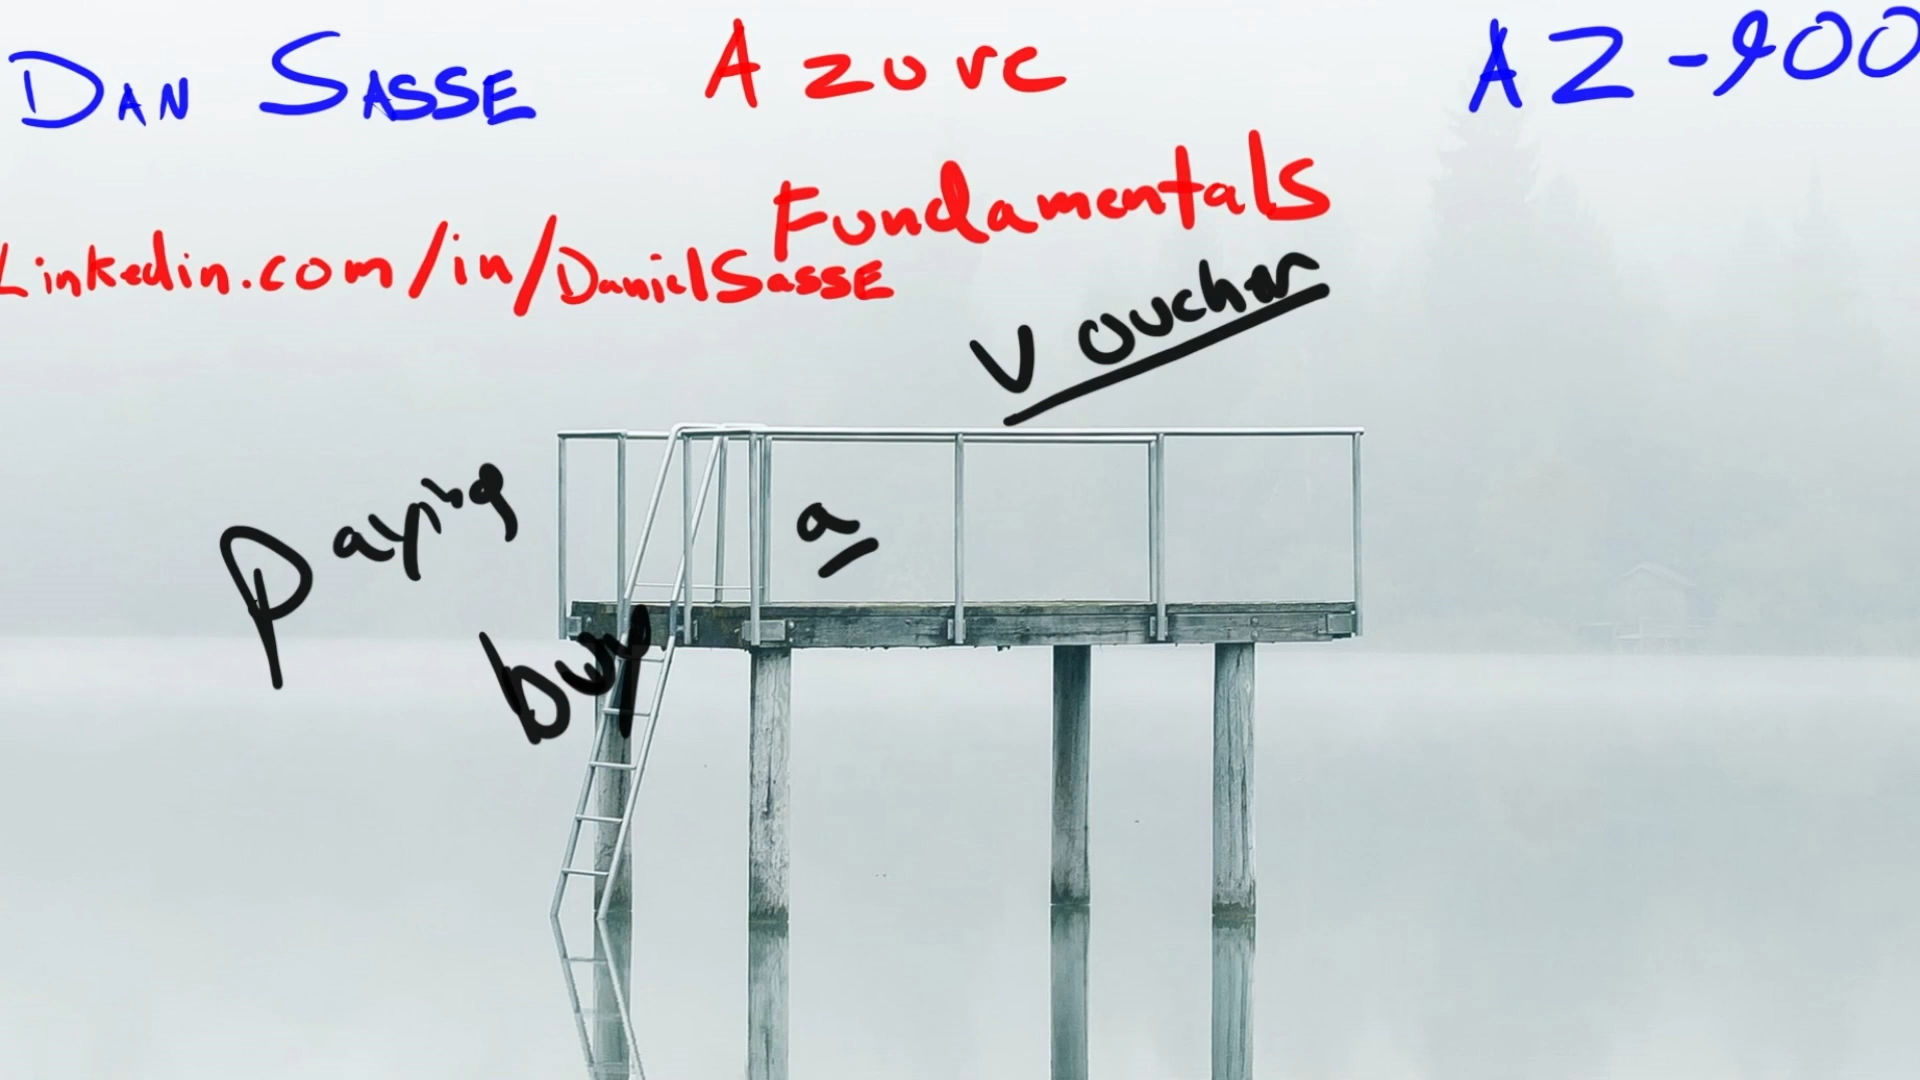 DAN SASSE Azure AZ-900
Fundamentals
Linkedin.com/in/DanielSasse
Voucher
Paying a
buy